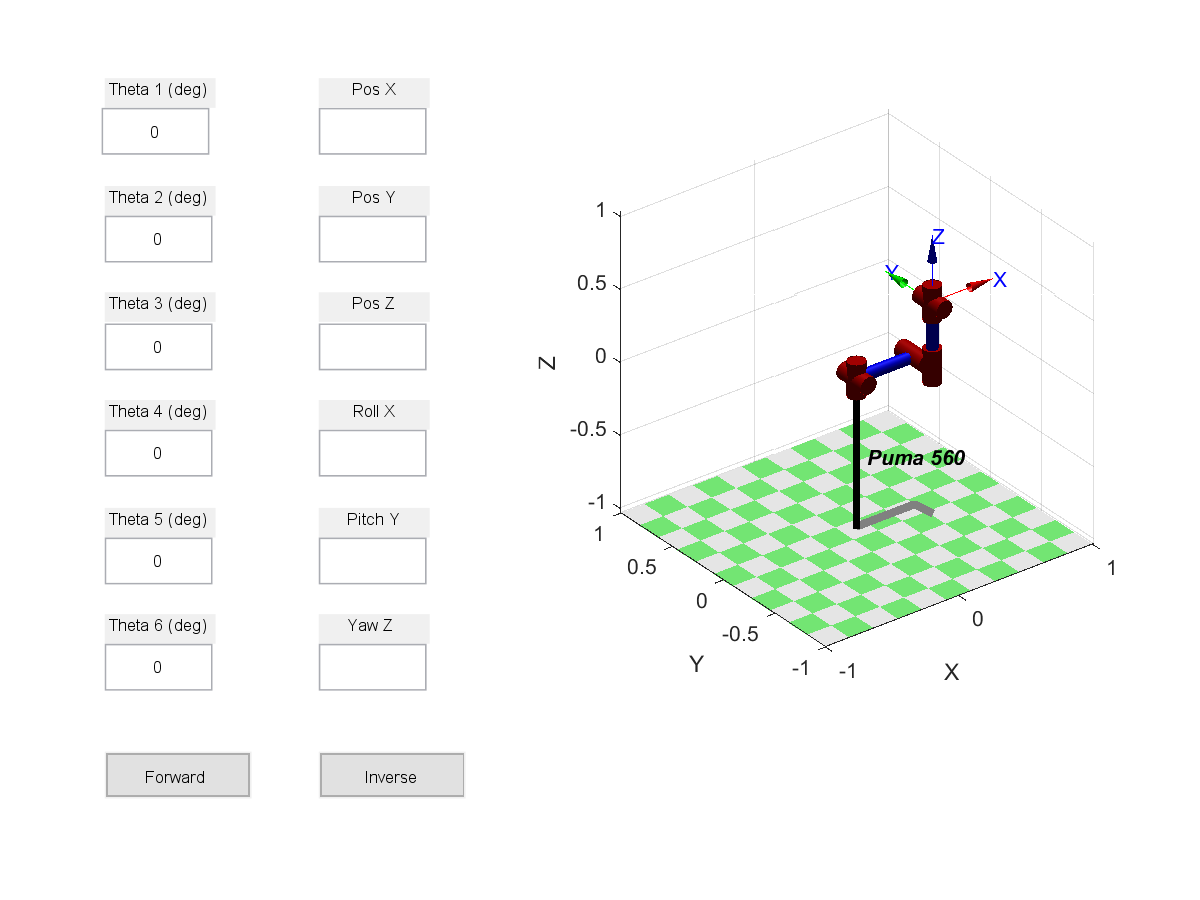 Theta 1 (deg)
0
Theta 2 (deg)
0
Theta 3 (deg)
0
Theta 4 (deg)
0
Theta 5 (deg)
0
Theta 6 (deg)
0
Forward
Pos X
Pos Y
Pos Z
Roll X
Pitch Y
Yaw Z
Inverse
1
0.5
0
-0.5
-1
Z
1
0.5
0
-0.5
-1
Y
-1
0
1
X
Z
Y
X
Puma 560